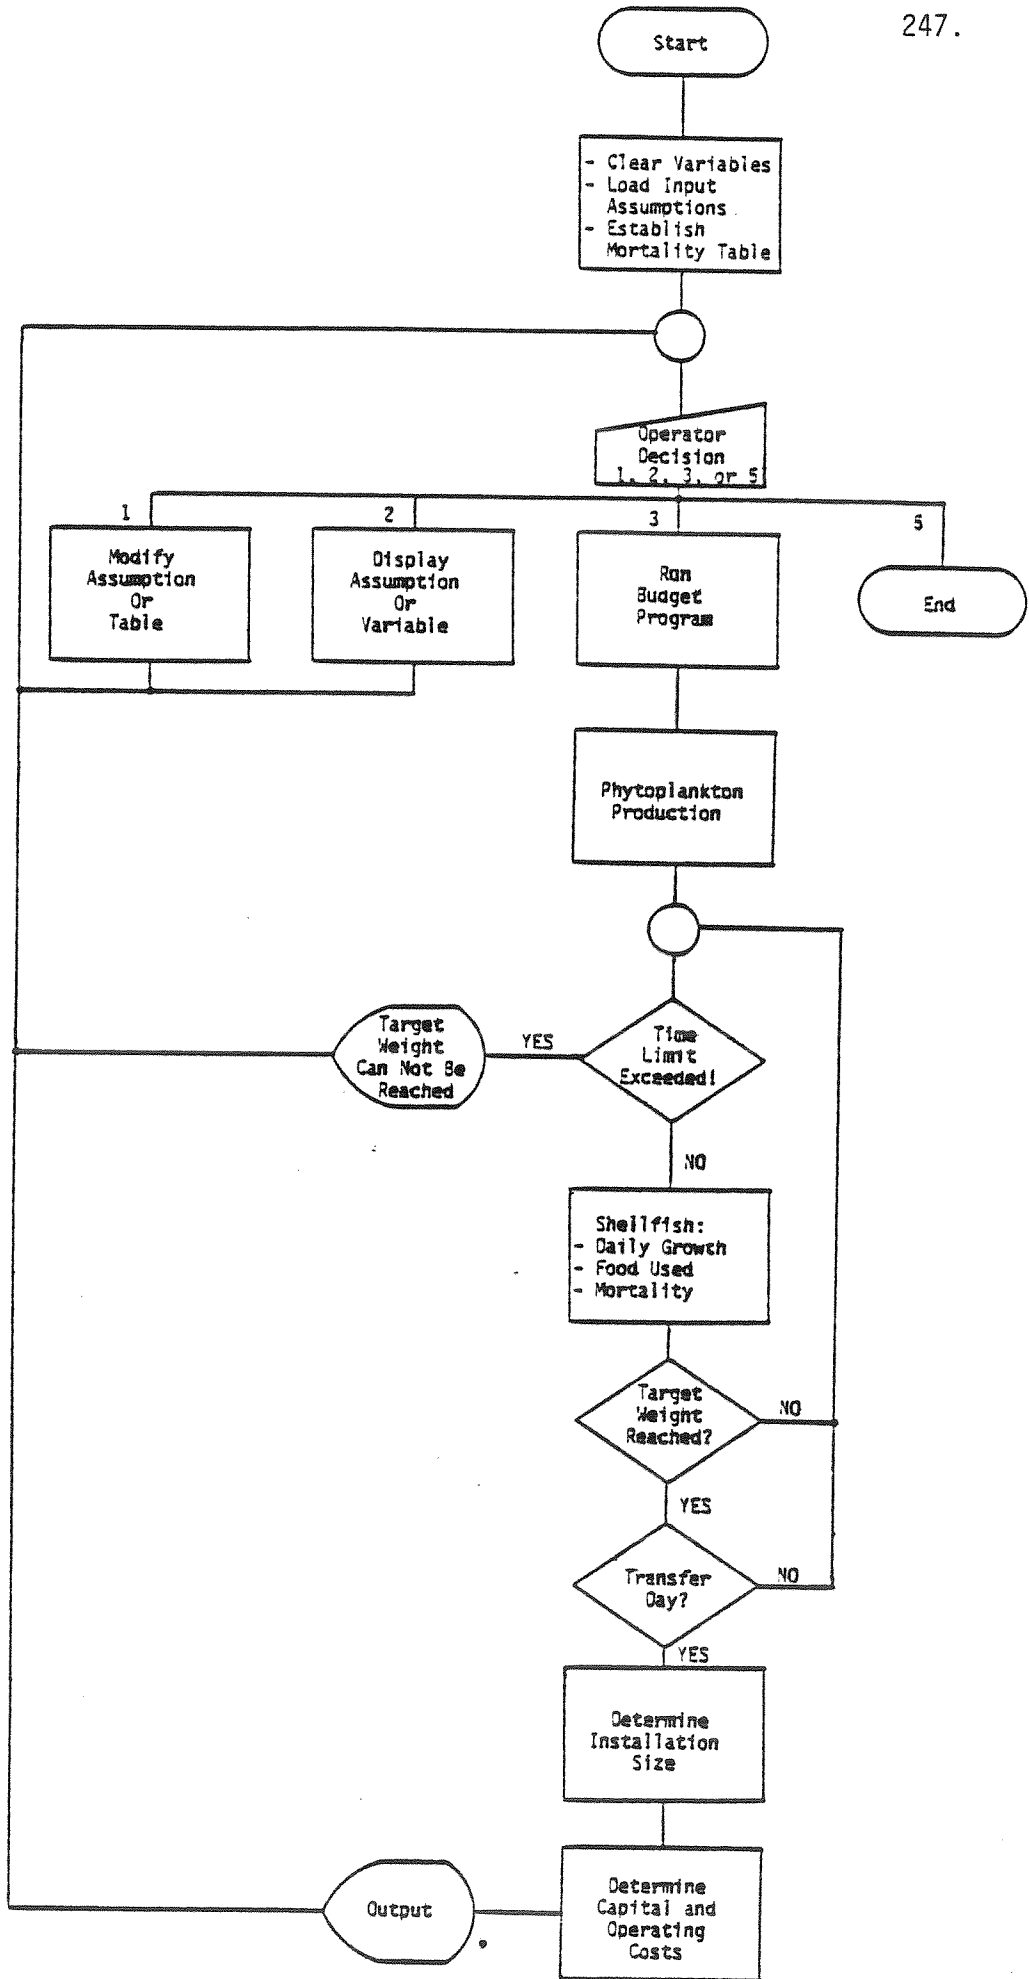 247.
Start
- Clear Variables
- Load Input
Assumptions
- Establish
Mortality Table
Operator
Decision
1, 2, 3, or 5
1
2
3
5
Modify
Assumption
Or
Table
Display
Assumption
Or
Variable
Run
Budget
Program
End
Phytoplankton
Production
Time
Limit
Exceeded!
YES
Target
Weight
Can Not Be
Reached
NO
Shellfish:
- Daily Growth
- Food Used
- Mortality
Target
Weight
Reached?
NO
YES
Transfer
Day?
NO
YES
Determine
Installation
Size
Determine
Capital and
Operating
Costs
Output